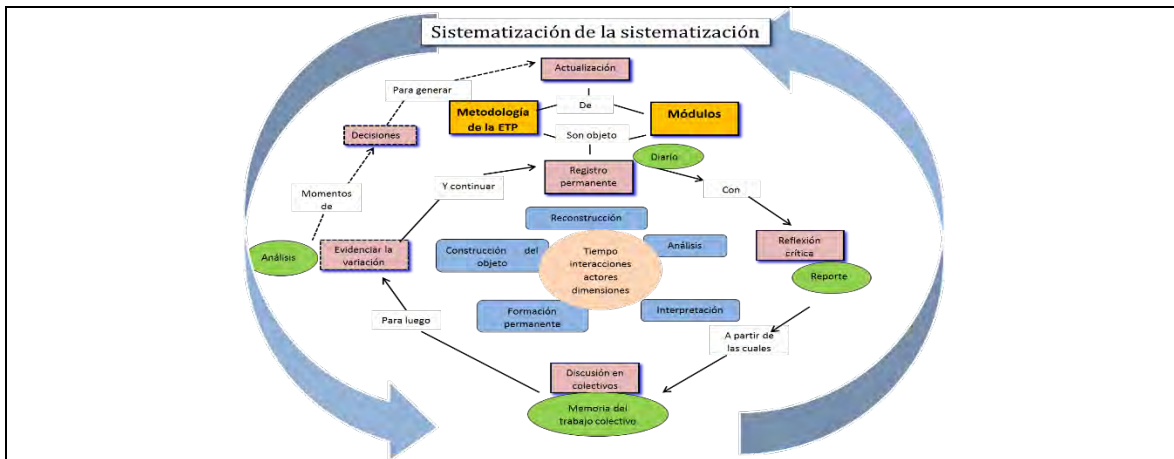 Sistematización de la sistematización
Actualización
Para generar
De
Metodología
de la ETP
Módulos
Decisiones
Son objeto
Diario
Registro
permanente
Y continuar
Con
Momentos
de
Reconstrucción
Análisis
Evidenciar la
variación
Construcción del
objeto
Tiempo
interacciones
actores
dimensiones
Análisis
Reflexión
crítica
Reporte
Formación
permanente
Interpretación
Para luego
A partir de
las cuales
Discusión en
colectivos
Memoria del
trabajo colectivo